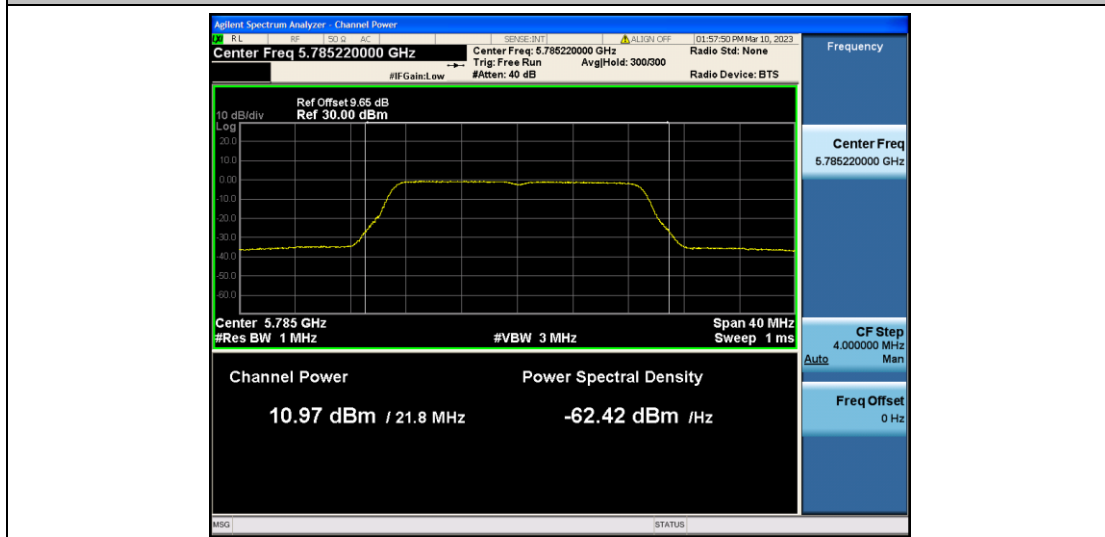 Agilent Spectrum Analyzer - Channel Power
RL RF 50 Ω AC SENSE:INT ALIGN OFF 01:57:50 PM Mar 10, 2023
Center Freq 5.785220000 GHz
Center Freq: 5.785220000 GHz
Radio Std: None
Trig: Free Run Avg|Hold: 300/300
#IFGain:Low
#Atten: 40 dB
Radio Device: BTS
Ref Offset 9.65 dB
10 dB/div Ref 30.00 dBm
Log
20.0
10.0
0.00
-10.0
-20.0
-30.0
-40.0
-50.0
-60.0
Center 5.785 GHz Span 40 MHz
#Res BW 1 MHz #VBW 3 MHz Sweep 1 ms
Channel Power Power Spectral Density
10.97 dBm / 21.8 MHz -62.42 dBm /Hz
Frequency
Center Freq
5.785220000 GHz
CF Step
4.000000 MHz
Auto Man
Freq Offset
0 Hz
MSG STATUS